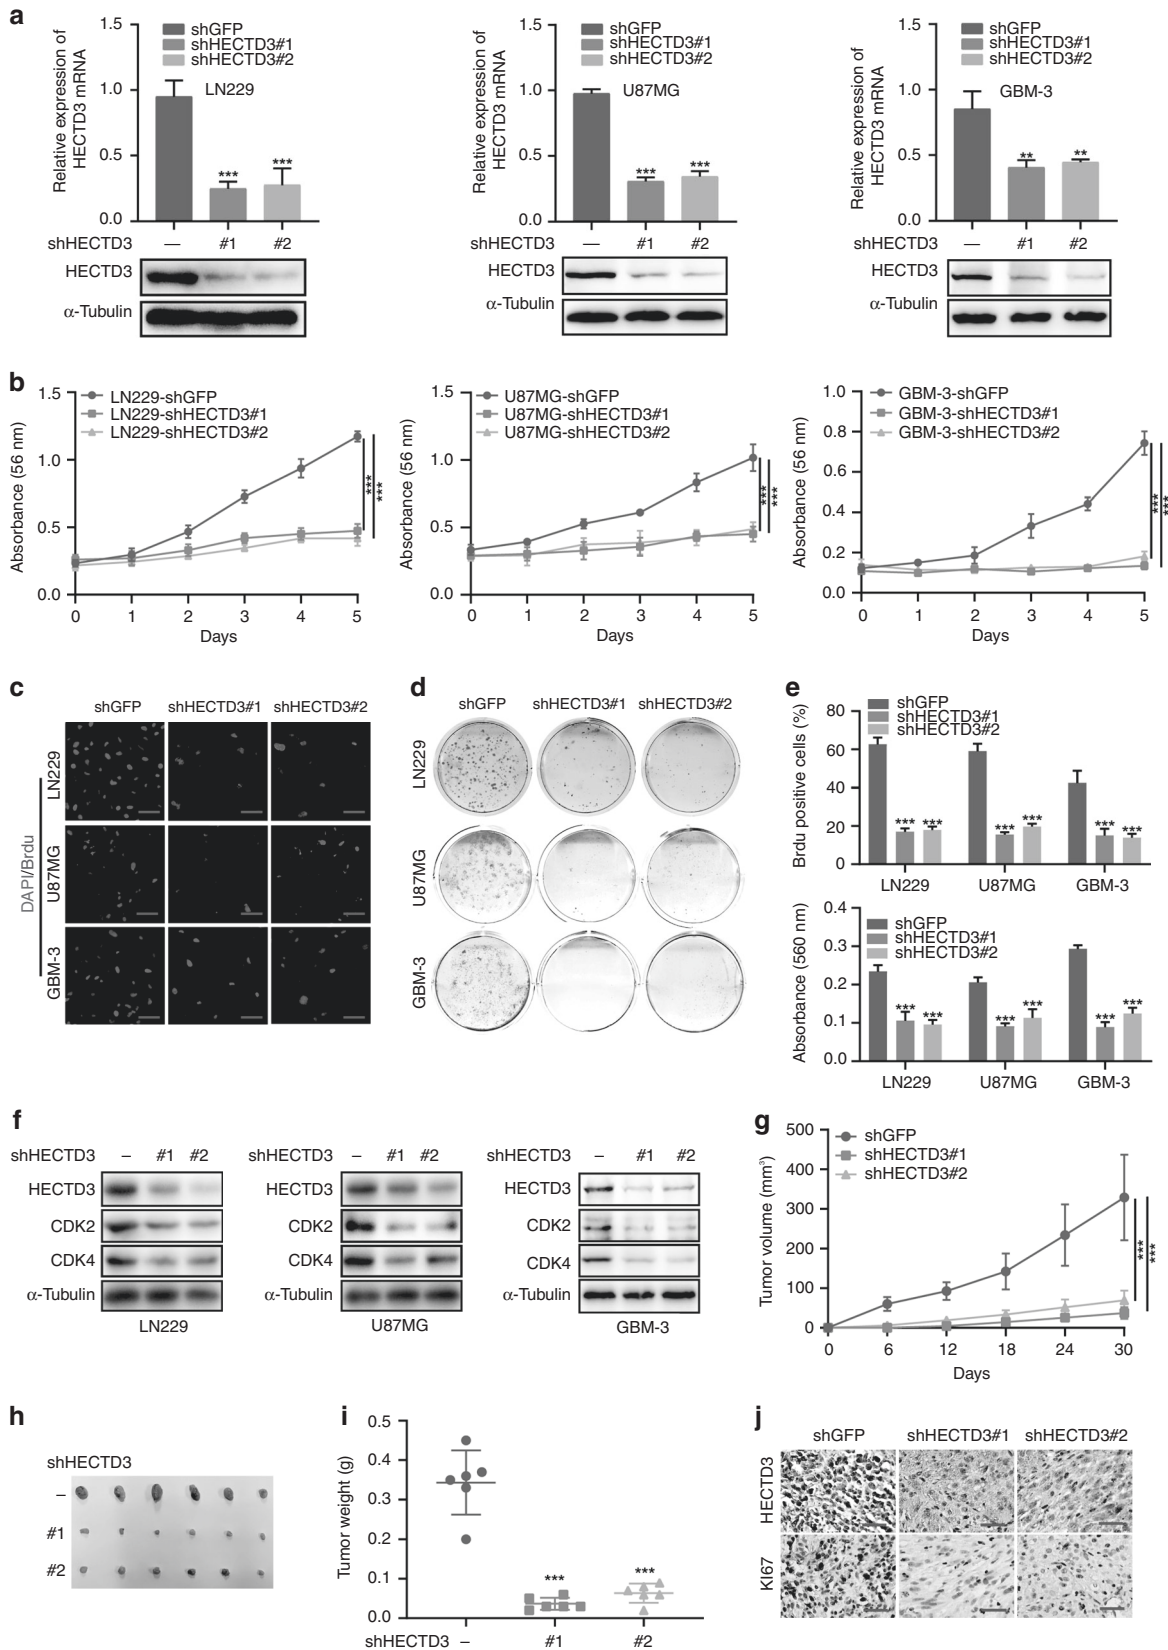 a
1.5
1.0
0.5
0.0
Relative expression of
HECTD3 mRNA
shGFP
shHECTD3#1
shHECTD3#2
LN229
***
***
shHECTD3 — #1 #2
HECTD3
α-Tubulin
1.5
1.0
0.5
0.0
Relative expression of
HECTD3 mRNA
shGFP
shHECTD3#1
shHECTD3#2
U87MG
***
***
— #1 #2
HECTD3
α-Tubulin
1.5
1.0
0.5
0.0
Relative expression of
HECTD3 mRNA
shGFP
shHECTD3#1
shHECTD3#2
GBM-3
**
**
shHECTD3 — #1 #2
HECTD3
α-Tubulin
b
1.5
1.0
0.5
0.0
Absorbance (56 nm)
LN229-shGFP
LN229-shHECTD3#1
LN229-shHECTD3#2
***
***
0 1 2 3 4 5
Days
1.5
1.0
0.5
0.0
Absorbance (56 nm)
U87MG-shGFP
U87MG-shHECTD3#1
U87MG-shHECTD3#2
***
***
0 1 2 3 4 5
Days
1.0
0.8
0.6
0.4
0.2
0.0
Absorbance (56 nm)
GBM-3-shGFP
GBM-3-shHECTD3#1
GBM-3-shHECTD3#2
***
***
0 1 2 3 4 5
Days
c
shGFP shHECTD3#1 shHECTD3#2
DAPI/Brdu
LN229
U87MG
GBM-3
d
shGFP shHECTD3#1 shHECTD3#2
LN229
U87MG
GBM-3
e
80
60
40
20
0
Brdu positive cells (%)
shGFP
shHECTD3#1
shHECTD3#2
*** *** *** *** *** ***
LN229 U87MG GBM-3
0.4
0.3
0.2
0.1
0.0
Absorbance (560 nm)
shGFP
shHECTD3#1
shHECTD3#2
*** *** *** *** *** ***
LN229 U87MG GBM-3
f
shHECTD3 – #1 #2
HECTD3
CDK2
CDK4
α-Tubulin
LN229
shHECTD3 – #1 #2
HECTD3
CDK2
CDK4
α-Tubulin
U87MG
shHECTD3 – #1 #2
HECTD3
CDK2
CDK4
α-Tubulin
GBM-3
g
500
400
300
200
100
0
Tumor volume (mm³)
shGFP
shHECTD3#1
shHECTD3#2
***
***
0 6 12 18 24 30
Days
h
shHECTD3
–
#1
#2
i
0.5
0.4
0.3
0.2
0.1
0.0
Tumor weight (g)
***
***
shHECTD3 – #1 #2
j
shGFP shHECTD3#1 shHECTD3#2
HECTD3
KI67